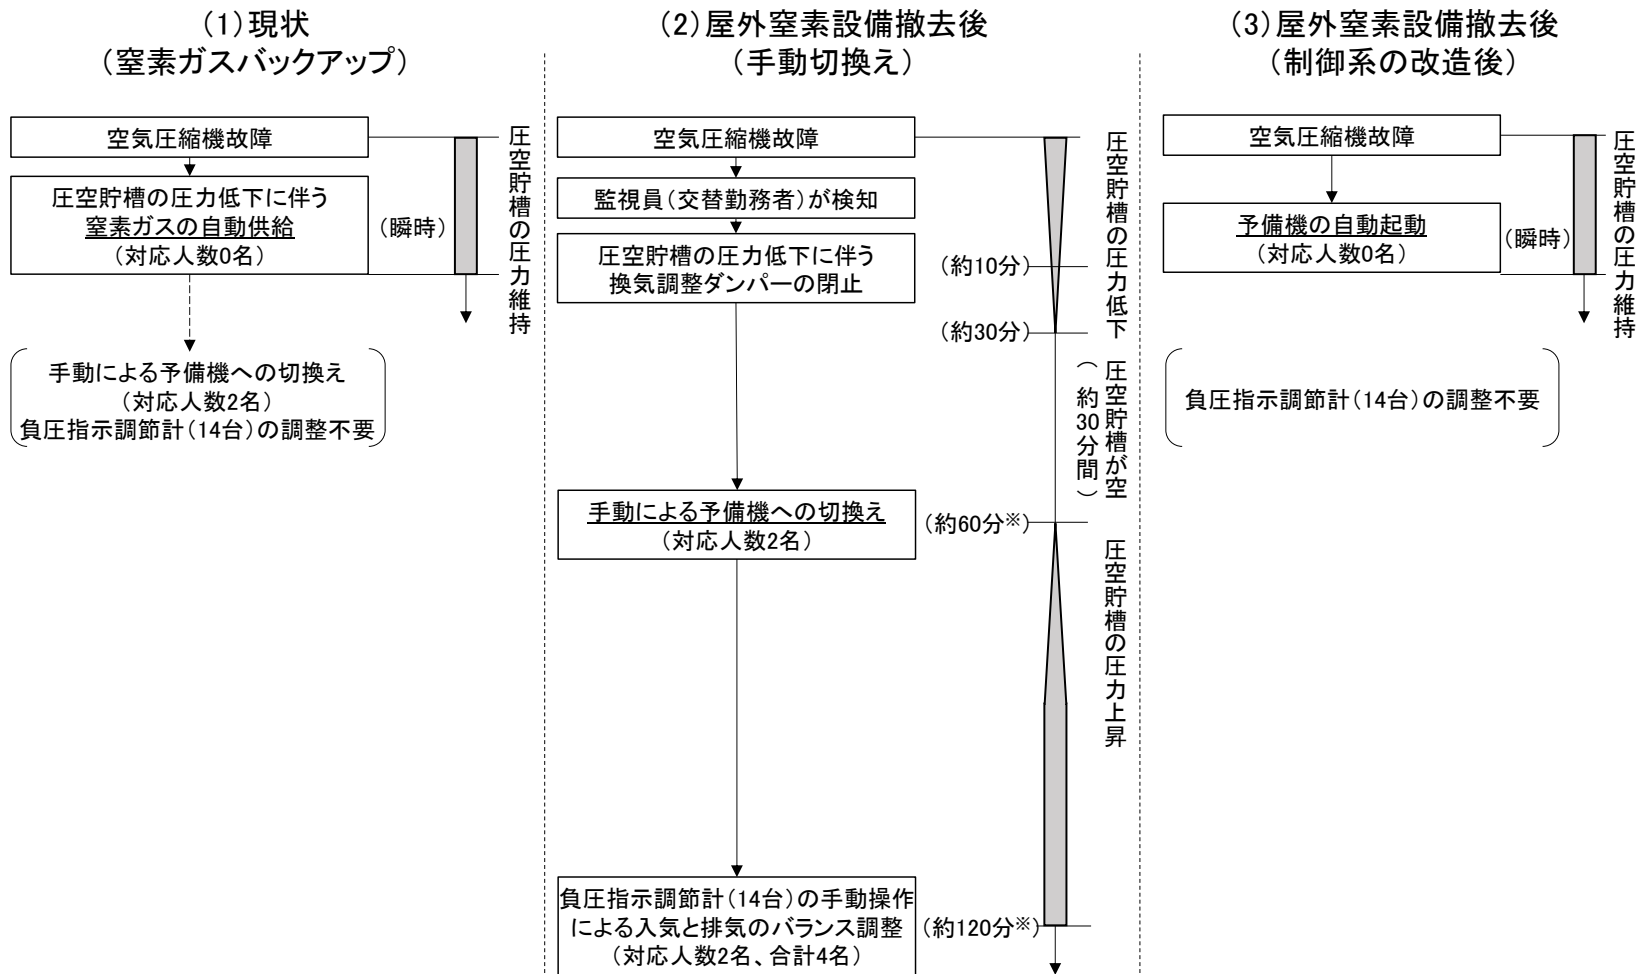 (1)現状
(窒素ガスバックアップ)
空気圧縮機故障
圧空貯槽の圧力低下に伴う
窒素ガスの自動供給
(対応人数0名)
(瞬時)
圧空貯槽の圧力維持
手動による予備機への切換え
(対応人数2名)
負圧指示調節計(14台)の調整不要
(2)屋外窒素設備撤去後
(手動切換え)
空気圧縮機故障
監視員(交替勤務者)が検知
圧空貯槽の圧力低下に伴う
換気調整ダンパーの閉止
(約10分)
(約30分)
圧空貯槽の圧力低下
圧空貯槽が空
(約30分間)
手動による予備機への切換え
(対応人数2名)
(約60分※)
圧空貯槽の圧力上昇
負圧指示調節計(14台)の手動操作
による入気と排気のバランス調整
(対応人数2名、合計4名)
(約120分※)
(3)屋外窒素設備撤去後
(制御系の改造後)
空気圧縮機故障
予備機の自動起動
(対応人数0名)
(瞬時)
圧空貯槽の圧力維持
負圧指示調節計(14台)の調整不要